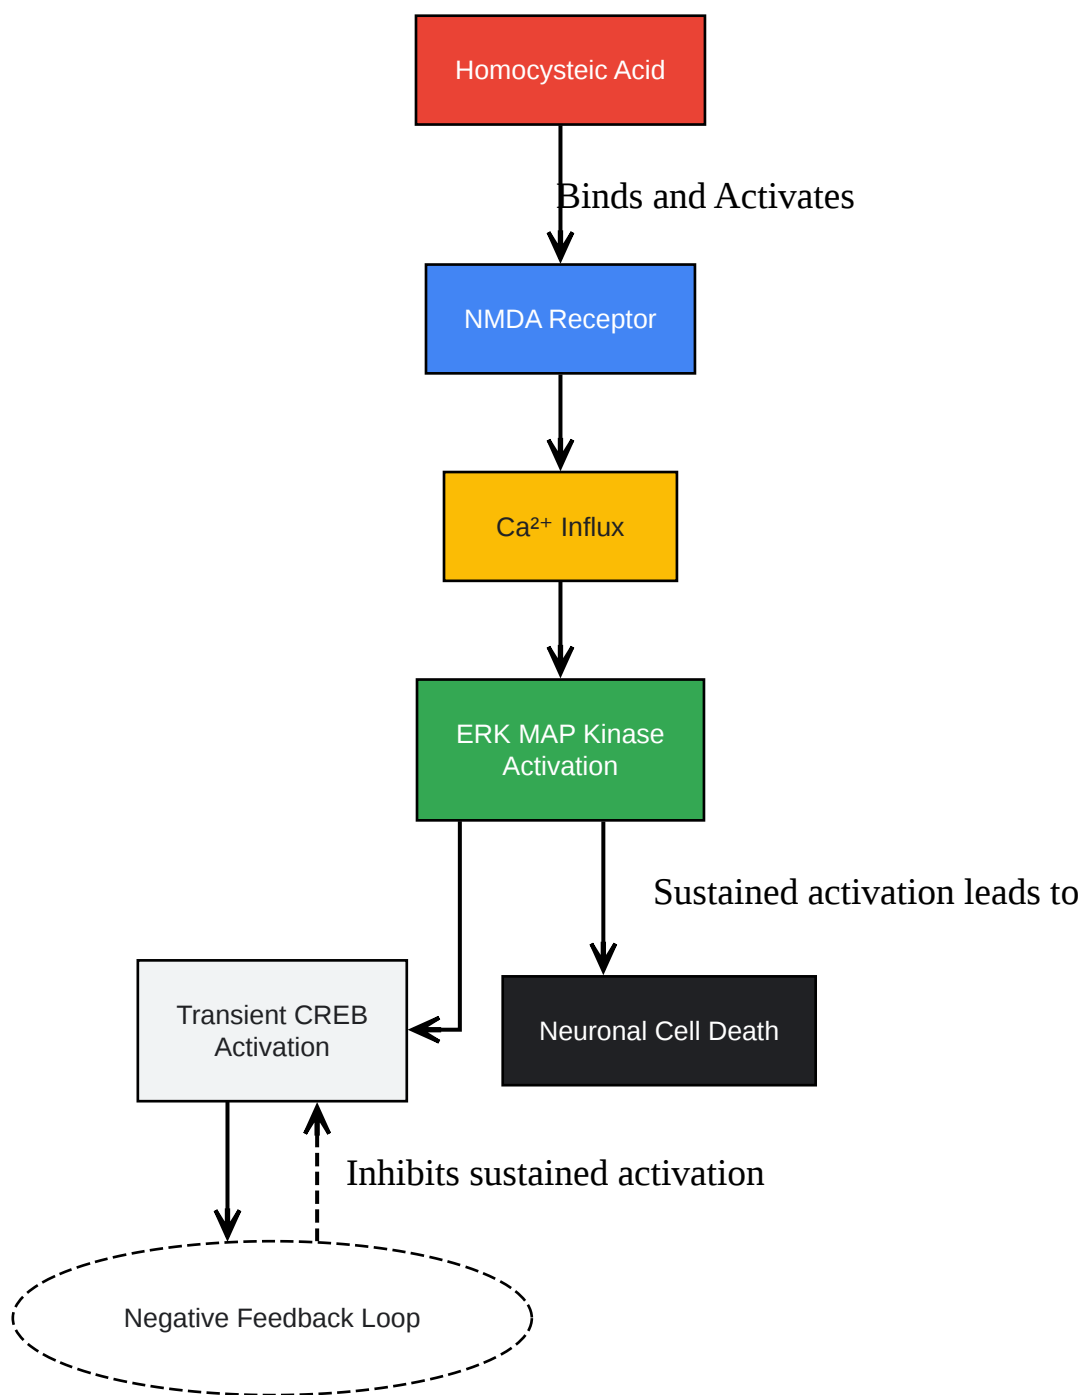 Homocysteic Acid
Binds and Activates
NMDA Receptor
Ca²⁺ Influx
ERK MAP Kinase
Activation
Sustained activation leads to
Transient CREB
Activation
Neuronal Cell Death
Inhibits sustained activation
Negative Feedback Loop